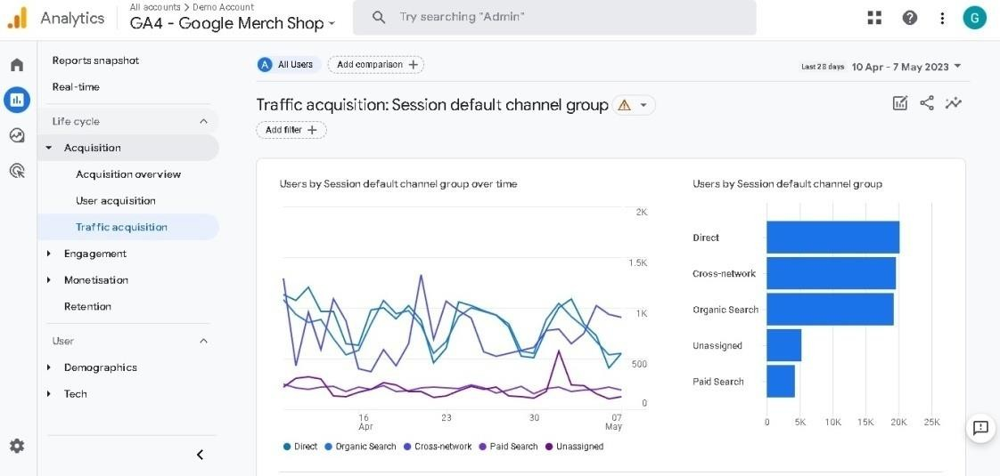 Analytics
All accounts > Demo Account
GA4 - Google Merch Shop
Try searching "Admin"
G
Reports snapshot
Real-time
Life cycle
Acquisition
Acquisition overview
User acquisition
Traffic acquisition
Engagement
Monetisation
Retention
User
Demographics
Tech
A All Users
Add comparison +
Last 28 days 10 Apr - 7 May 2023
Traffic acquisition: Session default channel group
Add filter +
Users by Session default channel group over time
2K
1.5K
1K
500
0
16 23 30 07
Apr May
Direct Organic Search Cross-network Paid Search Unassigned
Users by Session default channel group
Direct
Cross-network
Organic Search
Unassigned
Paid Search
0 5K 10K 15K 20K 25K